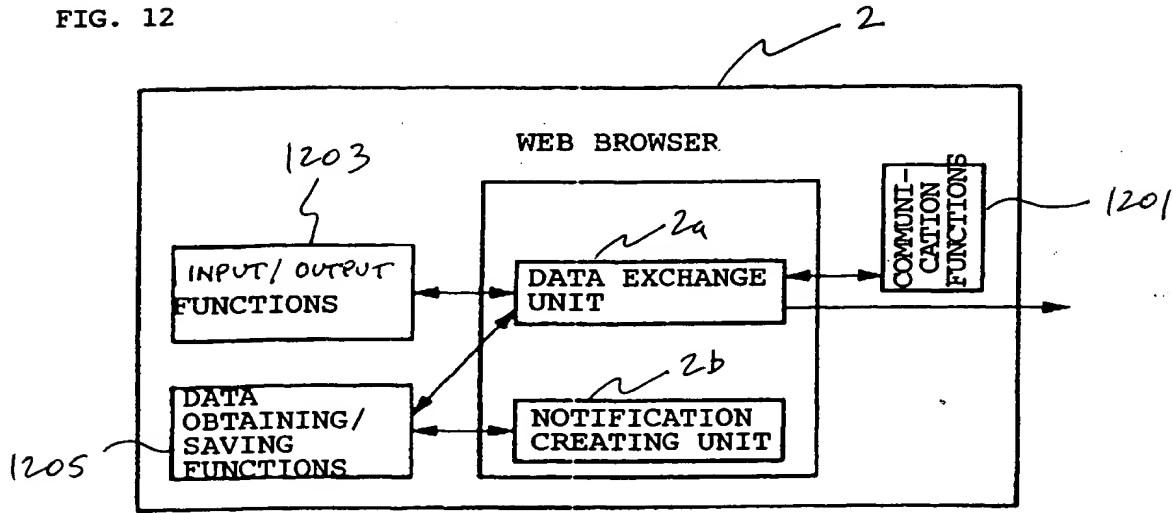 FIG. 12
2
WEB BROWSER
1203
COMMUNI-
CATION
FUNCTIONS
1201
2a
INPUT/OUTPUT
FUNCTIONS
DATA EXCHANGE
UNIT
2b
DATA
OBTAINING/
SAVING
FUNCTIONS
NOTIFICATION
CREATING UNIT
1205